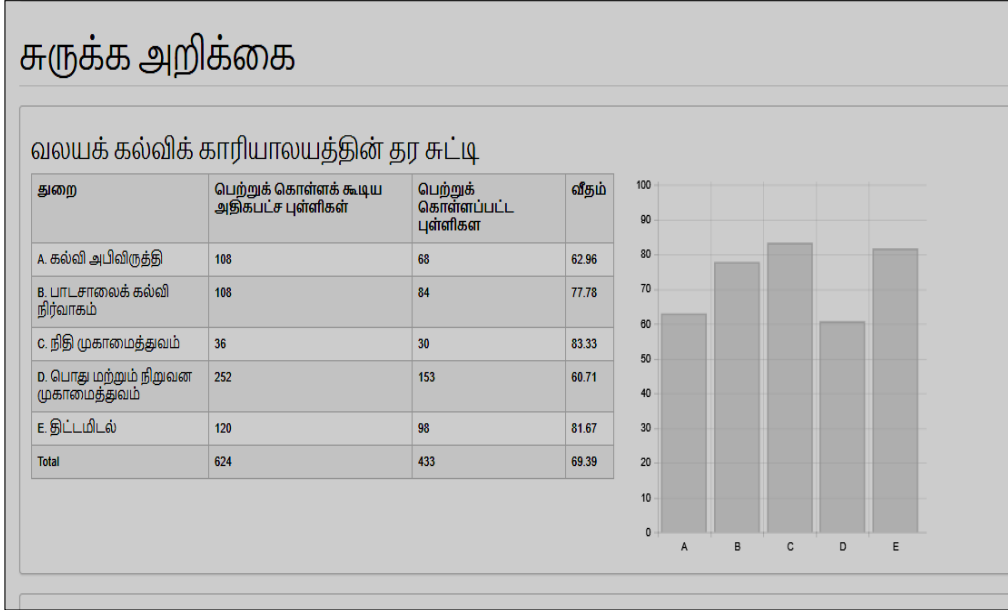 சுருக்க அறிக்கை
வலயக் கல்விக் காரியாலயத்தின் தர சுட்டி
துறை பெற்றுக் கொள்ளக் கூடிய அதிகபட்ச புள்ளிகள் பெற்றுக் கொள்ளப்பட்ட புள்ளிகள வீதம்
A. கல்வி அபிவிருத்தி 108 68 62.96
B. பாடசாலைக் கல்வி நிர்வாகம் 108 84 77.78
C. நிதி முகாமைத்துவம் 36 30 83.33
D. பொது மற்றும் நிறுவன முகாமைத்துவம் 252 153 60.71
E. திட்டமிடல் 120 98 81.67
Total 624 433 69.39
100
90
80
70
60
50
40
30
20
10
0
A B C D E